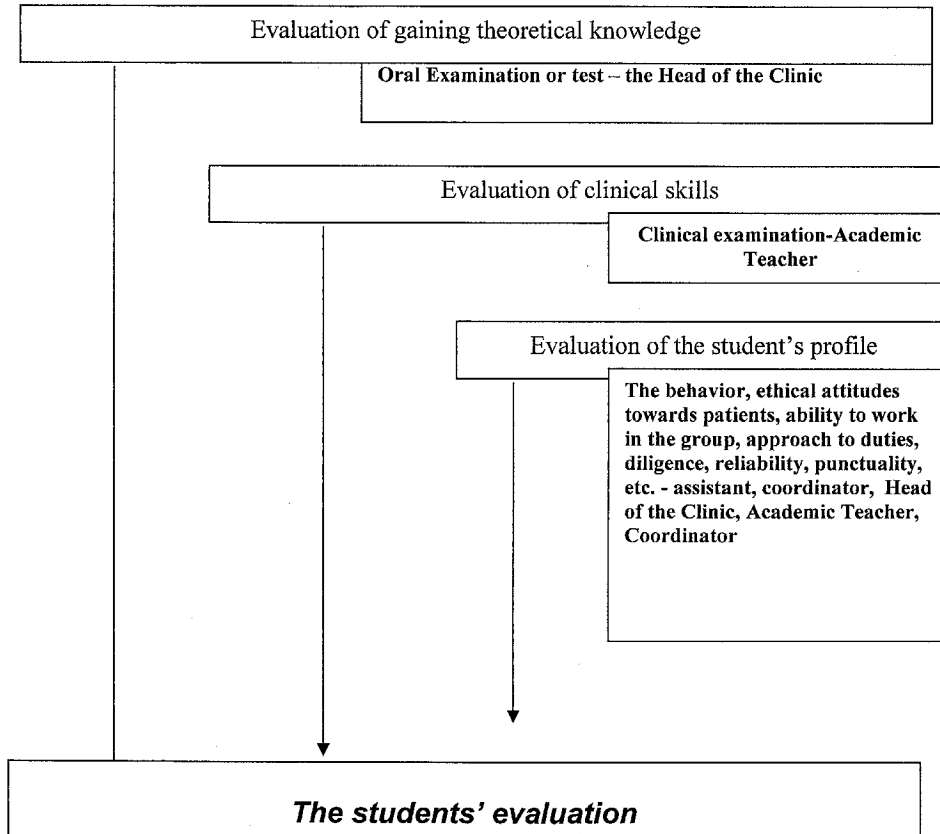 Evaluation of gaining theoretical knowledge
Oral Examination or test – the Head of the Clinic
Evaluation of clinical skills
Clinical examination-Academic
Teacher
Evaluation of the student's profile
The behavior, ethical attitudes
towards patients, ability to work
in the group, approach to duties,
diligence, reliability, punctuality,
etc. - assistant, coordinator, Head
of the Clinic, Academic Teacher,
Coordinator
The students' evaluation